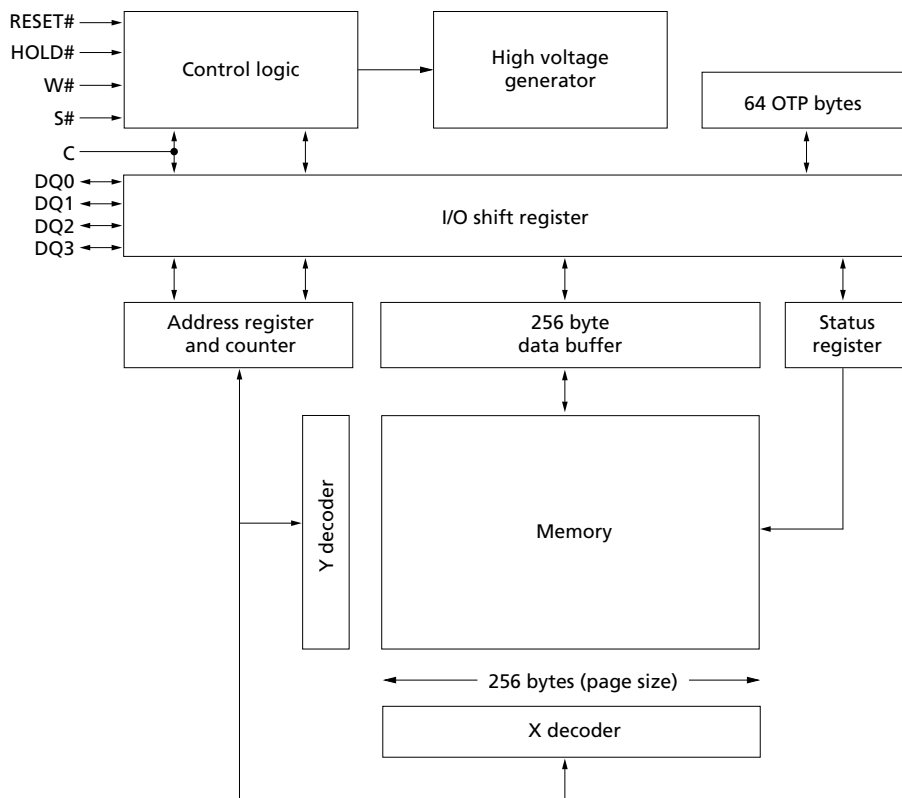 RESET#
HOLD#
W#
S#
C
Control logic
High voltage
generator
64 OTP bytes
DQ0
DQ1
DQ2
DQ3
I/O shift register
Address register
and counter
256 byte
data buffer
Status
register
Y decoder
Memory
256 bytes (page size)
X decoder